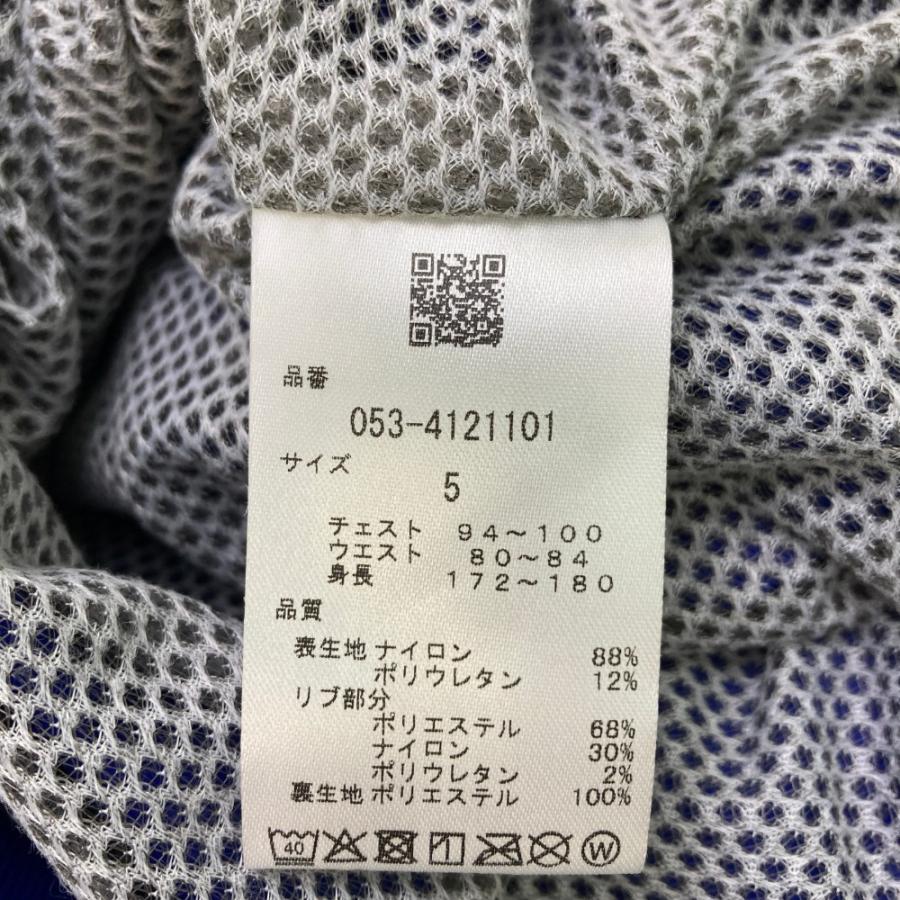 品番
053-4121101
サイズ
5
チェスト 94～100
ウエスト 80～84
身長 172～180
品質
表生地 ナイロン 88%
ポリウレタン 12%
リブ部分
ポリエステル 68%
ナイロン 30%
ポリウレタン 2%
裏生地 ポリエステル 100%
40 W